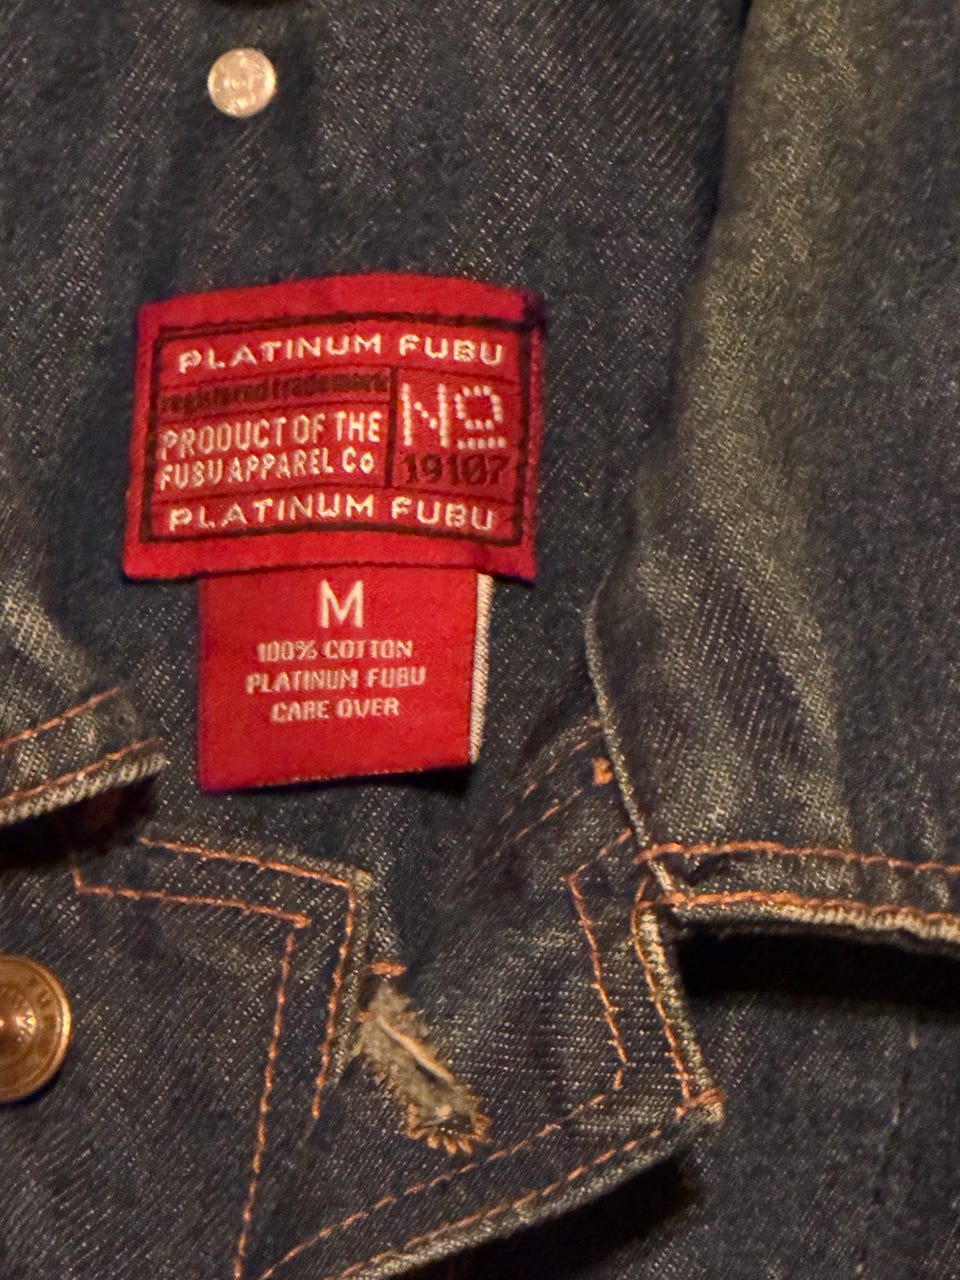 PLATINUM FUBU
registered trademark
PRODUCT OF THE
FUBU APPAREL Co
NO
19107
PLATINUM FUBU
M
100% COTTON
PLATINUM FUBU
CARE OVER